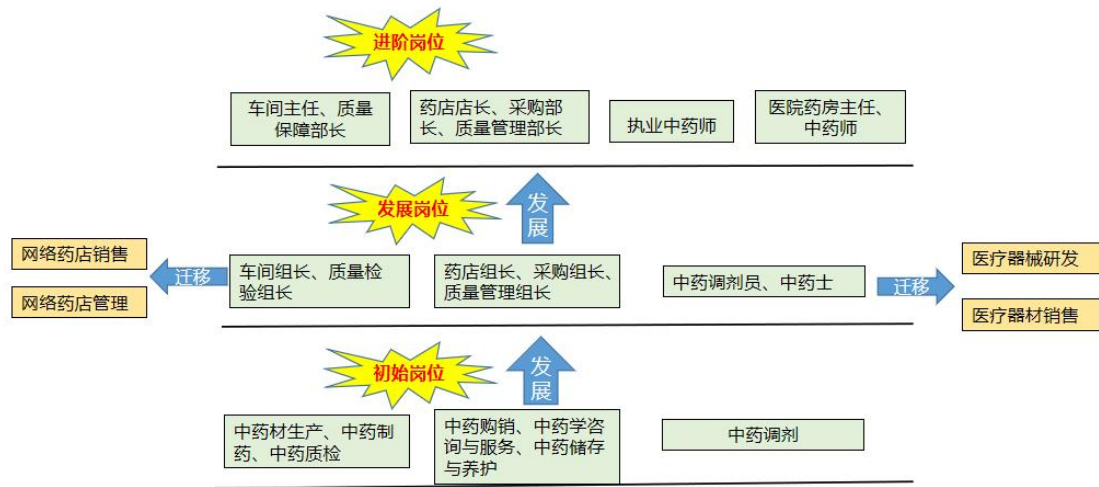 进阶岗位
车间主任、质量
保障部长
药店店长、采购部
长、质量管理部长
执业中药师
医院药房主任、
中药师
发展
发展岗位
网络药店销售
网络药店管理
迁移
车间组长、质量检
验组长
药店组长、采购组长、
质量管理组长
中药调剂员、中药士
迁移
医疗器械研发
医疗器材销售
发展
初始岗位
中药材生产、中药制
药、中药质检
中药购销、中药学咨
询与服务、中药储存
与养护
中药调剂